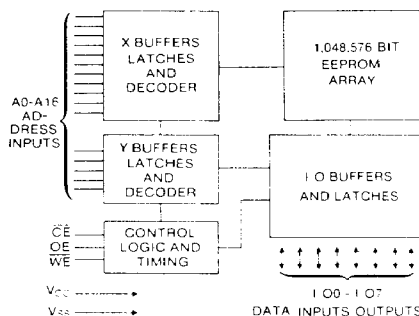 X BUFFERS
LATCHES
AND
DECODER
1,048,576 BIT
EEPROM
ARRAY
A0-A16
AD-
DRESS
INPUTS
Y BUFFERS
LATCHES
AND
DECODER
I O BUFFERS
AND LATCHES
CE
OE
WE
CONTROL
LOGIC AND
TIMING
VCC
VSS
I O0 - I O7
DATA INPUTS OUTPUTS